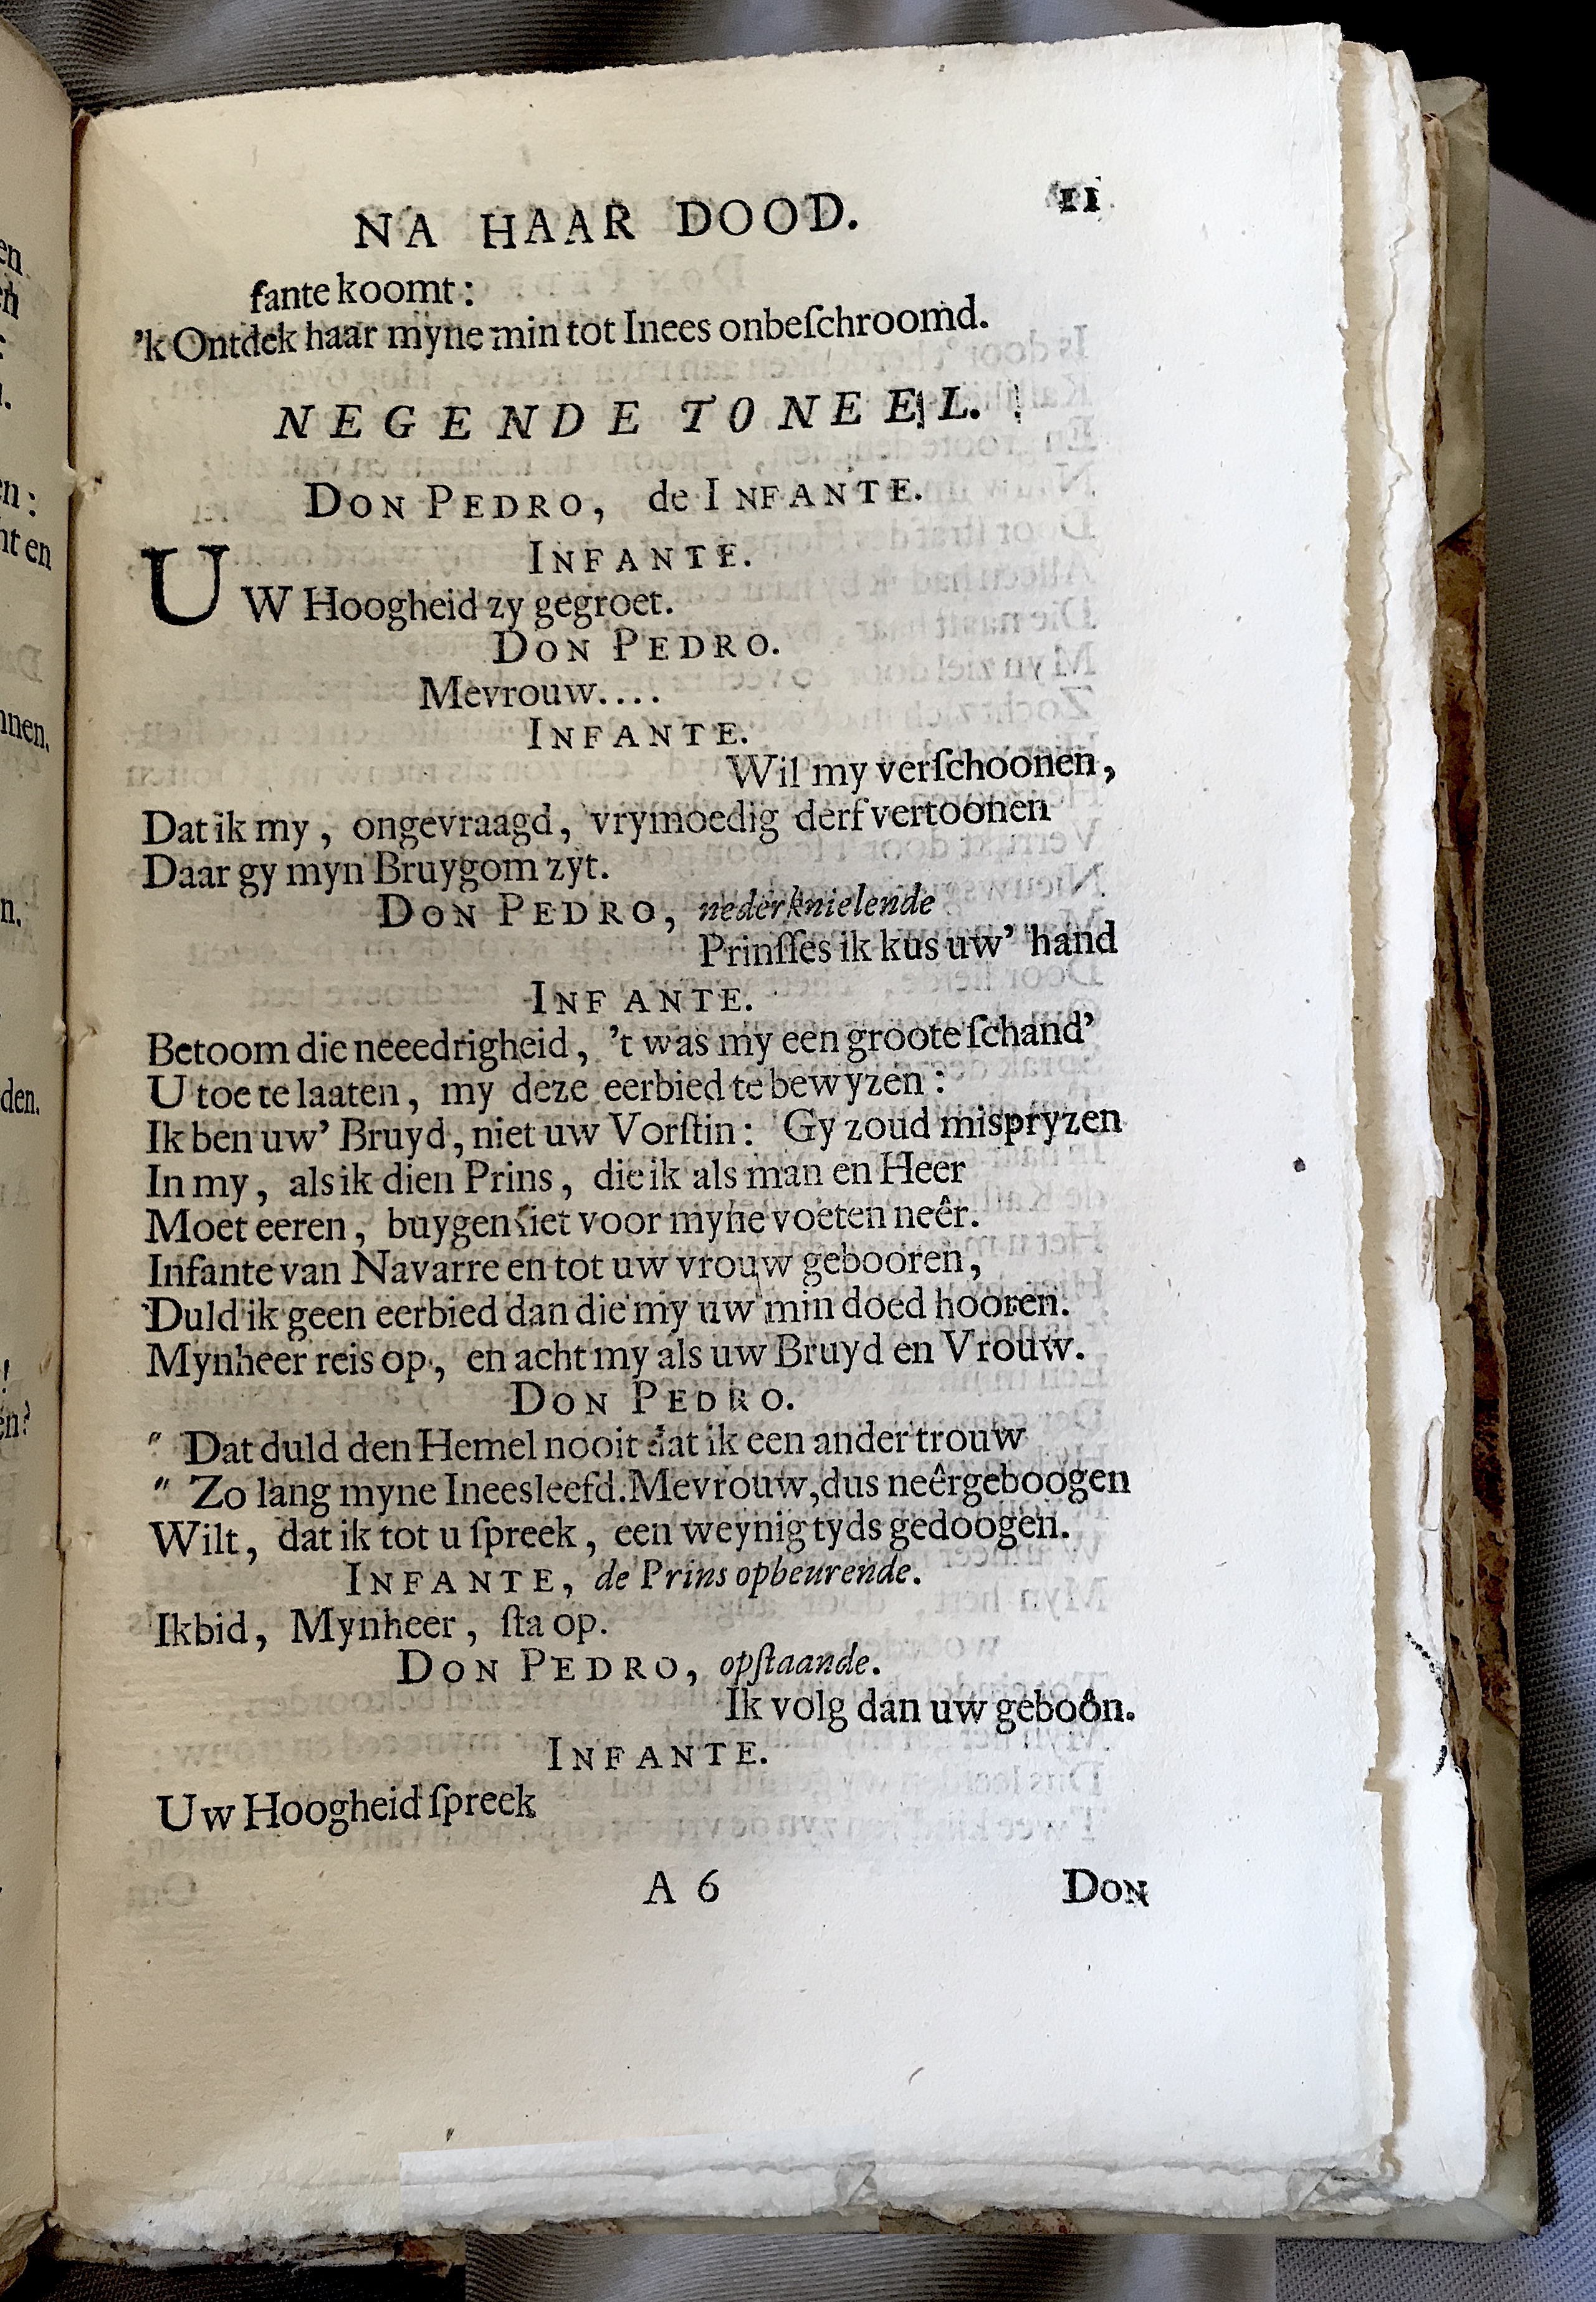 NA HAAR DOOD. 11
fante koomt:
'k Ontdek haar myne min tot Inees onbeſchroomd.
NEGENDE TONEEL.
DON PEDRO, de INFANTE.
INFANTE.
UW Hoogheid zy gegroet.
DON PEDRO.
Mevrouw....
INFANTE.
Wil my verſchoonen,
Dat ik my, ongevraagd, vrymoedig derf vertoonen
Daar gy myn Bruygom zyt.
DON PEDRO, nederknielende
Prinſſes ik kus uw' hand
INFANTE.
Betoom die neeedrigheid, 't was my een groote ſchand'
U toe te laaten, my deze eerbied te bewyzen:
Ik ben uw' Bruyd, niet uw Vorſtin: Gy zoud mispryzen
In my, als ik dien Prins, die ik als man en Heer
Moet eeren, buygen liet voor myne voeten neêr.
Infante van Navarre en tot uw vrouw gebooren,
Duld ik geen eerbied dan die my uw min doed hooren.
Mynheer reis op, en acht my als uw Bruyd en Vrouw.
DON PEDRO.
" Dat duld den Hemel nooit dat ik een ander trouw
" Zo lang myne Inees leefd. Mevrouw, dus neêrgeboogen
Wilt, dat ik tot u ſpreek, een weynig tyds gedoogen.
INFANTE, de Prins opbeurende.
Ik bid, Mynheer, ſta op.
DON PEDRO, opſtaande.
Ik volg dan uw geboôn.
INFANTE.
Uw Hoogheid ſpreek
A 6 DON